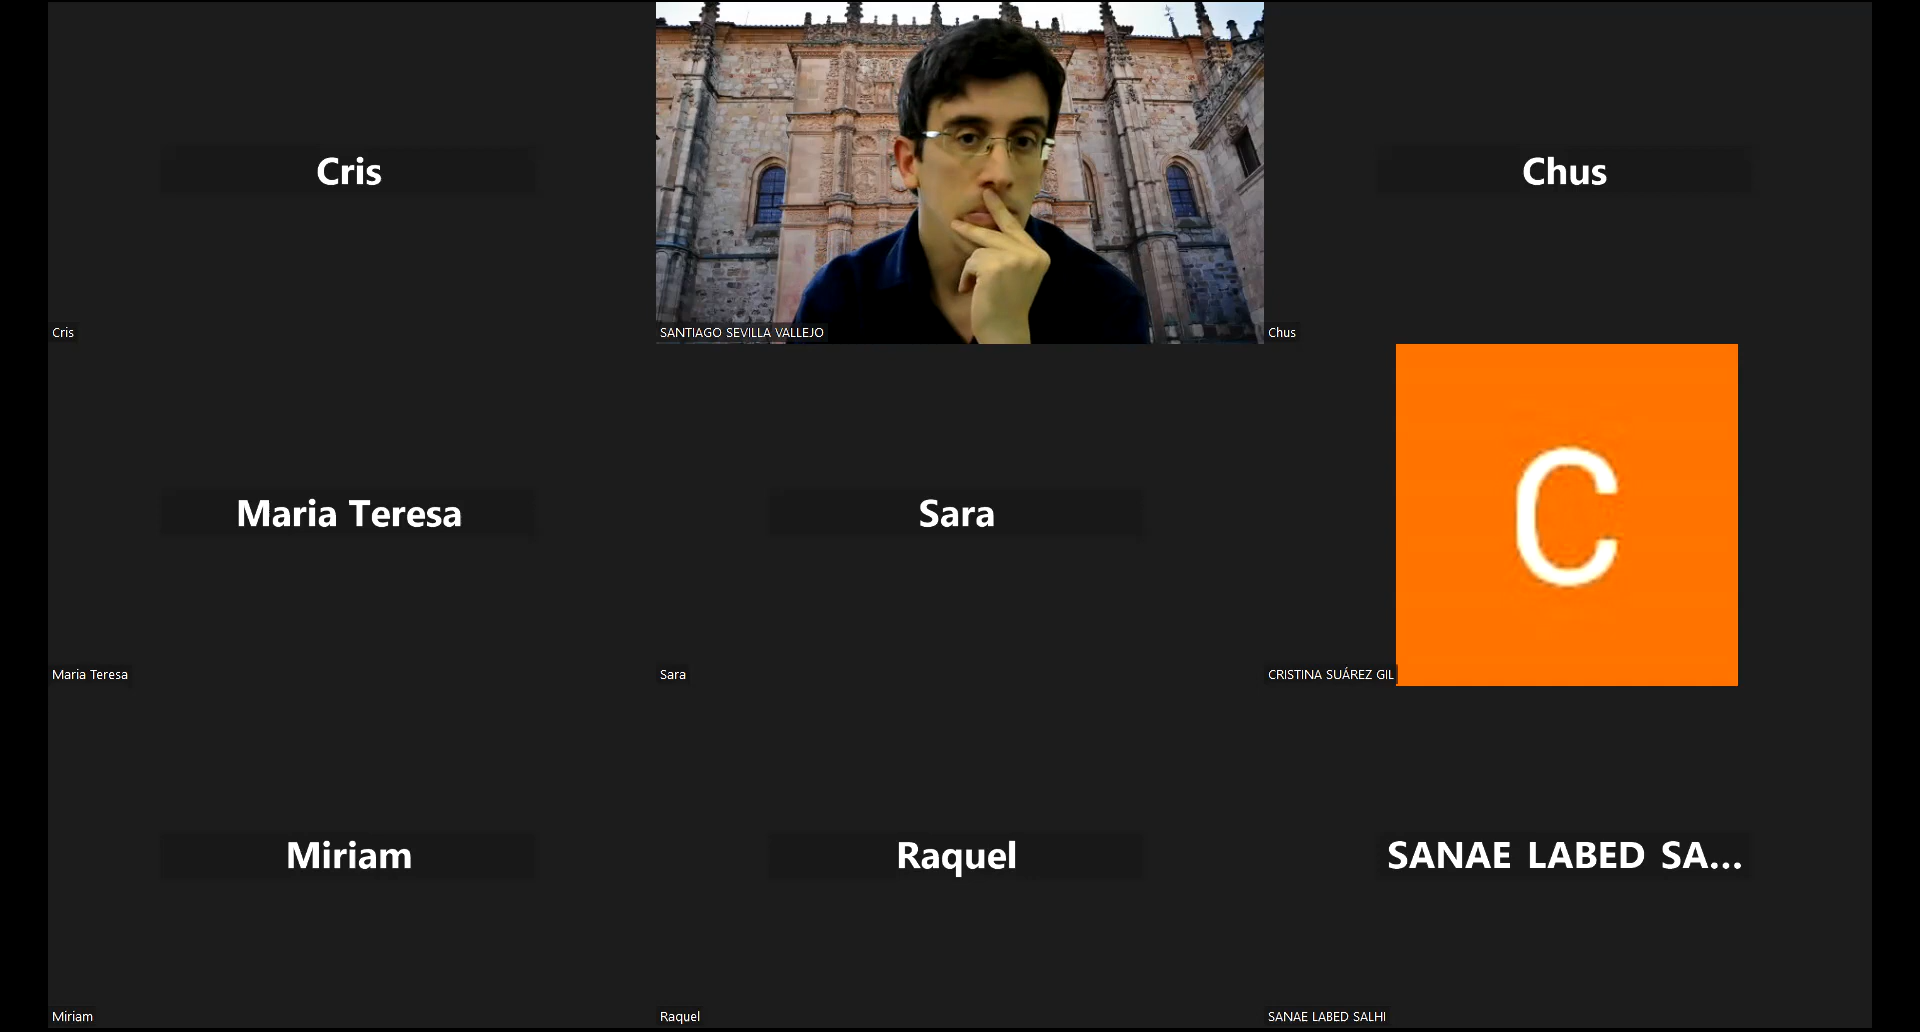 Cris
Cris
SANTIAGO SEVILLA VALLEJO
Chus
Chus
Maria Teresa
Maria Teresa
Sara
Sara
C
CRISTINA SUÁREZ GIL
Miriam
Miriam
Raquel
Raquel
SANAE LABED SA...
SANAE LABED SALHI